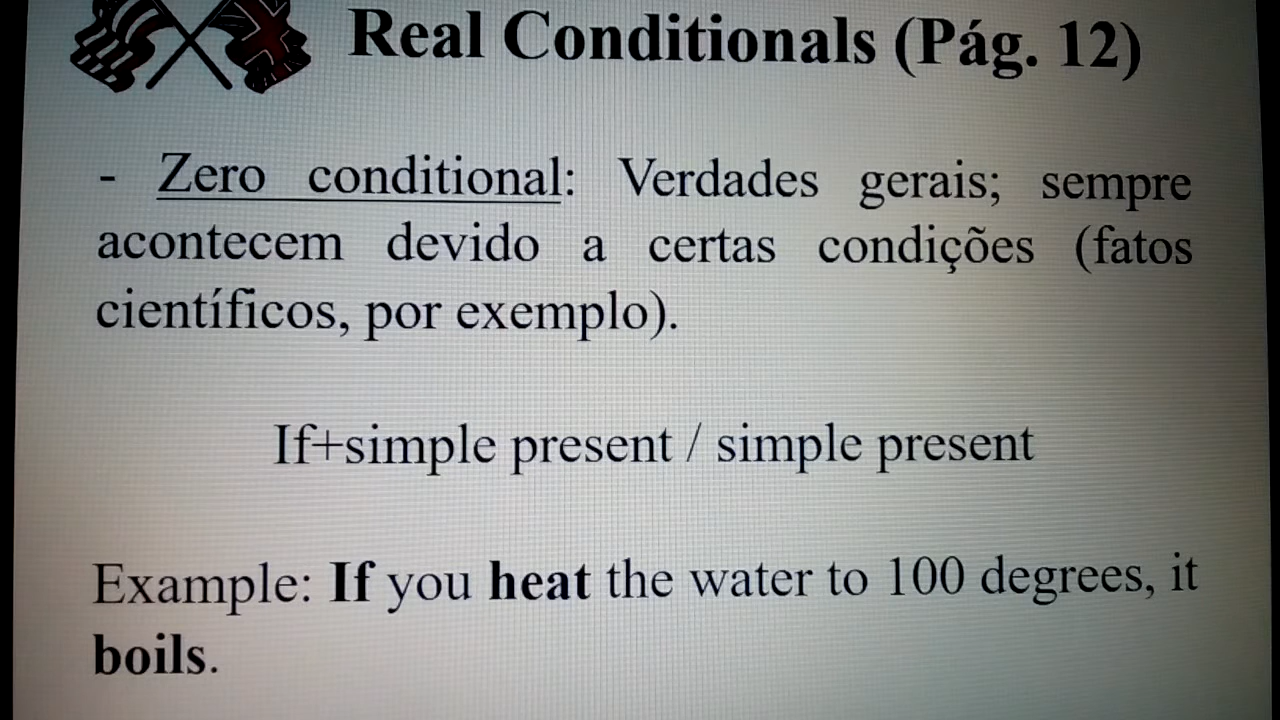 Real Conditionals (Pág. 12)
- Zero conditional: Verdades gerais; sempre
acontecem devido a certas condições (fatos
científicos, por exemplo).
If+simple present / simple present
Example: If you heat the water to 100 degrees, it
boils.